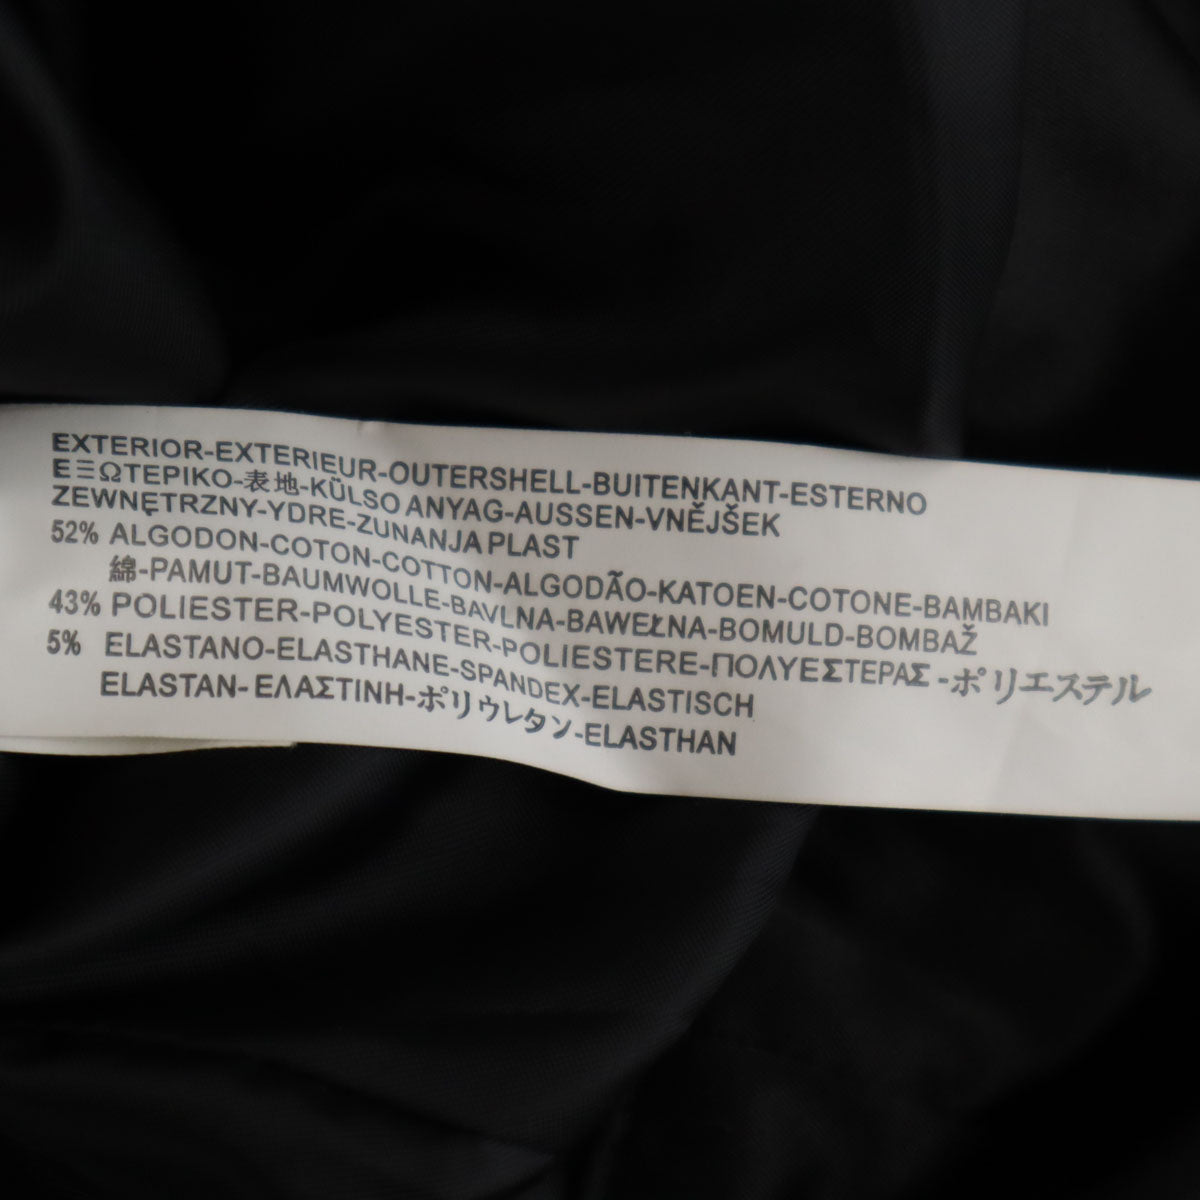 EXTERIOR-EXTERIEUR-OUTERSHELL-BUITENKANT-ESTERNO
ΕΞΩΤΕΡΙΚΟ-表地-KÜLSO ANYAG-AUSSEN-VNĚJŠEK
ZEWNĘTRZNY-YDRE-ZUNANJA PLAST
52% ALGODON-COTON-COTTON-ALGODÃO-KATOEN-COTONE-BAMBAKI
綿-PAMUT-BAUMWOLLE-BAVLNA-BAWEŁNA-BOMULD-BOMBAŽ
43% POLIESTER-POLYESTER-POLIESTERE-ΠΟΛΥΕΣΤΕΡΑΣ-ポリエステル
5% ELASTANO-ELASTHANE-SPANDEX-ELASTISCH
ELASTAN-ΕΛΑΣΤΙΝΗ-ポリウレタン-ELASTHAN